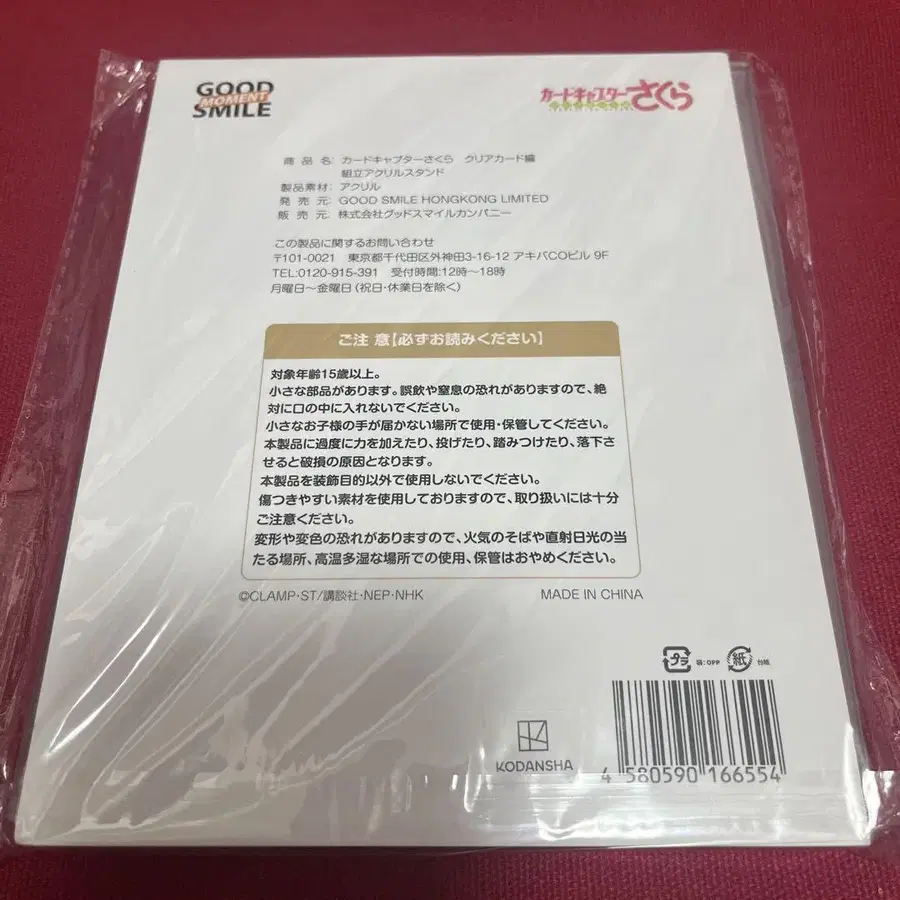 GOOD
MOMENT
SMILE
カードキャプターさくら
商 品 名: カードキャプターさくら クリアカード編
組立アクリルスタンド
製品素材: アクリル
発 売 元: GOOD SMILE HONGKONG LIMITED
販 売 元: 株式会社グッドスマイルカンパニー
この製品に関するお問い合わせ
〒101-0021 東京都千代田区外神田3-16-12 アキバCOビル 9F
TEL:0120-915-391 受付時間:12時〜18時
月曜日〜金曜日(祝日・休業日を除く)
ご注 意【必ずお読みください】
対象年齢15歳以上。
小さな部品があります。誤飲や窒息の恐れがありますので、絶
対に口の中に入れないでください。
小さなお子様の手が届かない場所で使用・保管してください。
本製品に過度に力を加えたり、投げたり、踏みつけたり、落下
させると破損の原因となります。
本製品を装飾目的以外で使用しないでください。
傷つきやすい素材を使用しておりますので、取り扱いには十分
ご注意ください。
変形や変色の恐れがありますので、火気のそばや直射日光の当
たる場所、高温多湿な場所での使用、保管はおやめください。
©CLAMP・ST/講談社・NEP・NHK MADE IN CHINA
プラ 袋:OPP 紙 台紙
KODANSHA
4 580590 166554